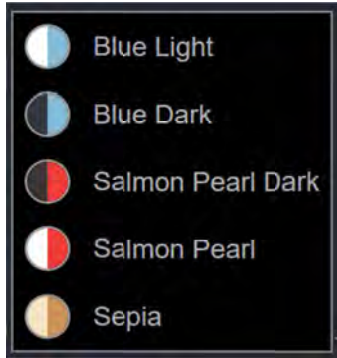 Blue Light
Blue Dark
Salmon Pearl Dark
Salmon Pearl
Sepia